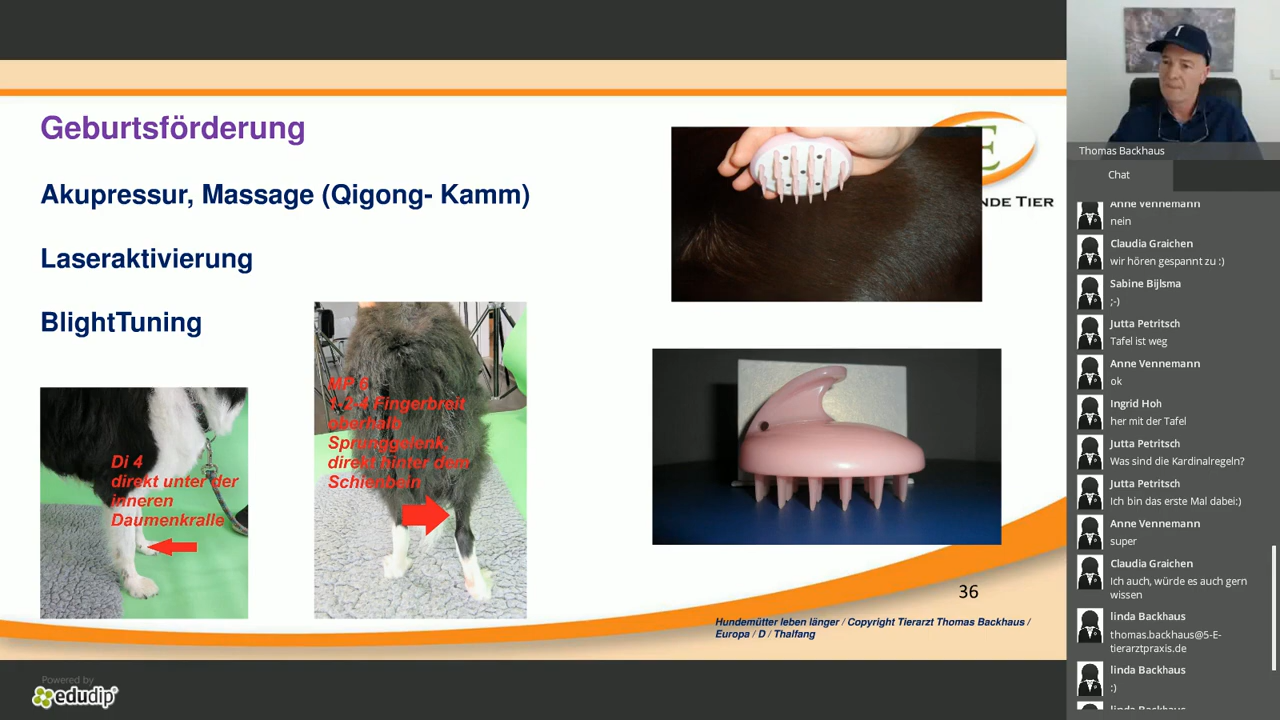 Geburtsförderung
Akupressur, Massage (Qigong- Kamm)
Laseraktivierung
BlightTuning
E
NDE TIER
Di 4
direkt unter der
inneren
Daumenkralle
MP 6
1-2-4 Fingerbreit
oberhalb
Sprunggelenk,
direkt hinter dem
Schienbein
36
Hundemütter leben länger / Copyright Tierarzt Thomas Backhaus /
Europa / D / Thalfang
Powered by
edudip
Thomas Backhaus
Chat
Anne Vennemann
nein
Claudia Graichen
wir hören gespannt zu :)
Sabine Bijlsma
;-)
Jutta Petritsch
Tafel ist weg
Anne Vennemann
ok
Ingrid Hoh
her mit der Tafel
Jutta Petritsch
Was sind die Kardinalregeln?
Jutta Petritsch
Ich bin das erste Mal dabei:)
Anne Vennemann
super
Claudia Graichen
Ich auch, würde es auch gern
wissen
linda Backhaus
thomas.backhaus@5-E-
tierarztpraxis.de
linda Backhaus
:)
linda Backhaus